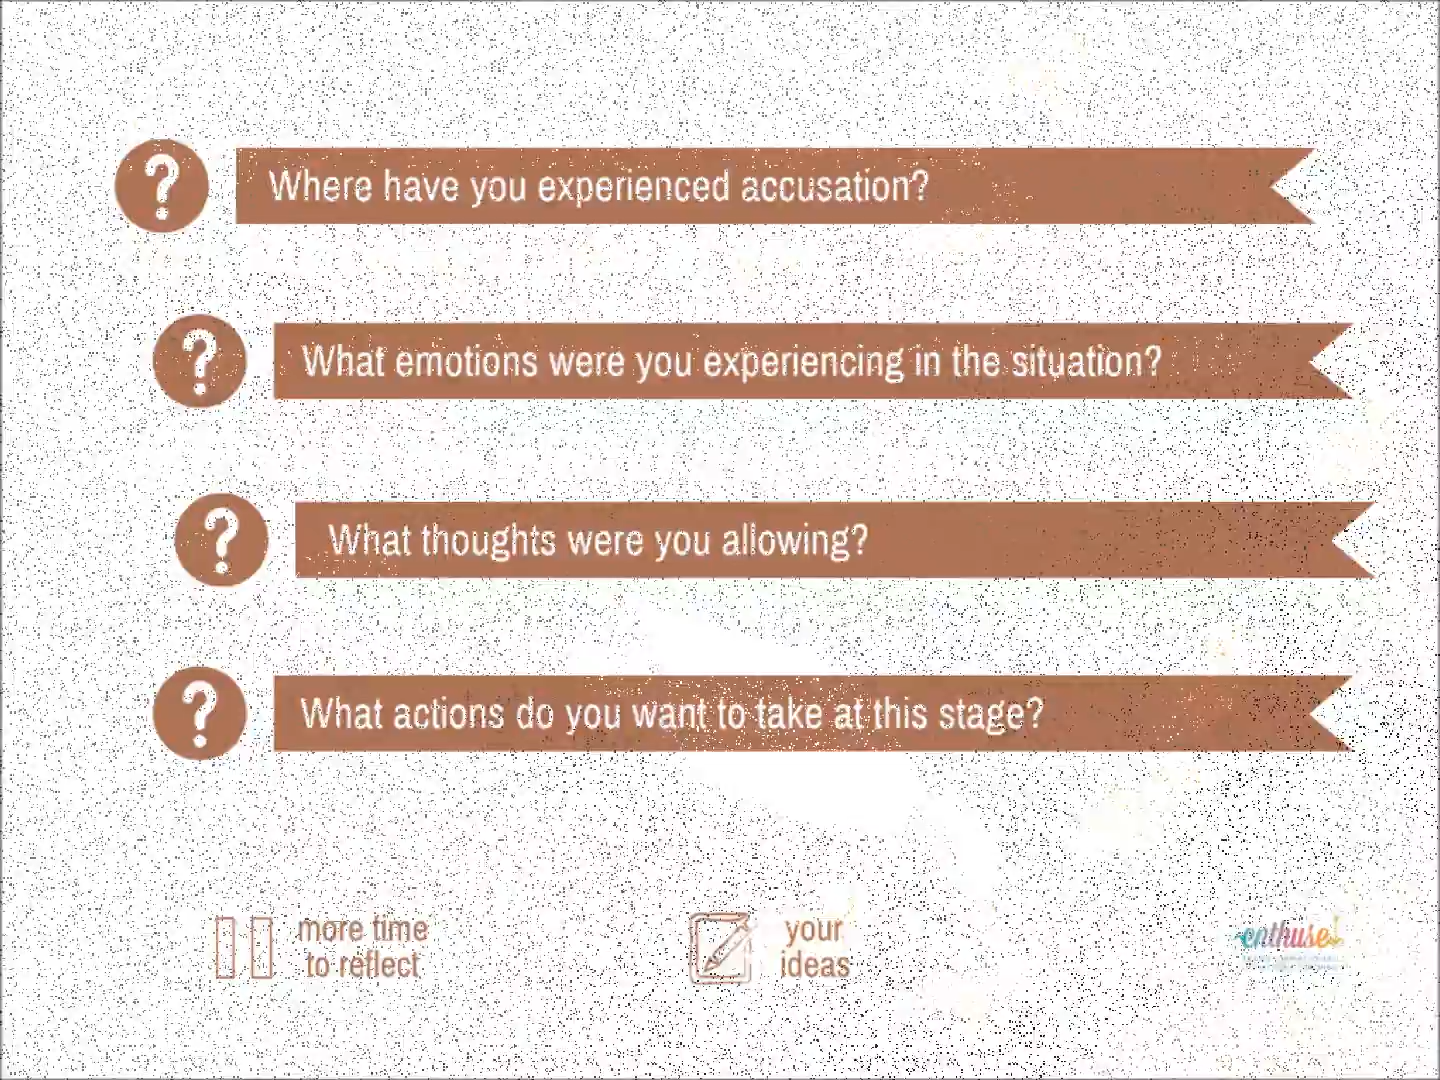 Where have you experienced accusation?
What emotions were you experiencing in the situation?
What thoughts were you allowing?
What actions do you want to take at this stage?
more time
to reflect
your
ideas
enthuse!